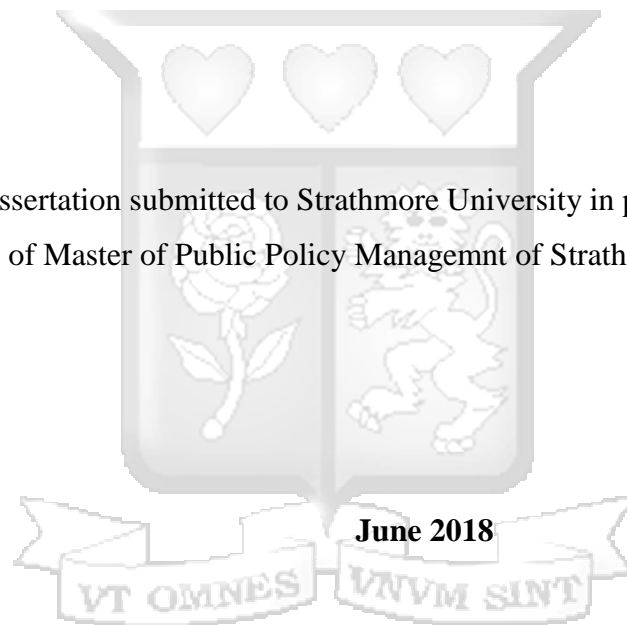 ssertation submitted to Strathmore University in p
of Master of Public Policy Managemnt of Strath
June 2018
VT OMNES VNVM SINT